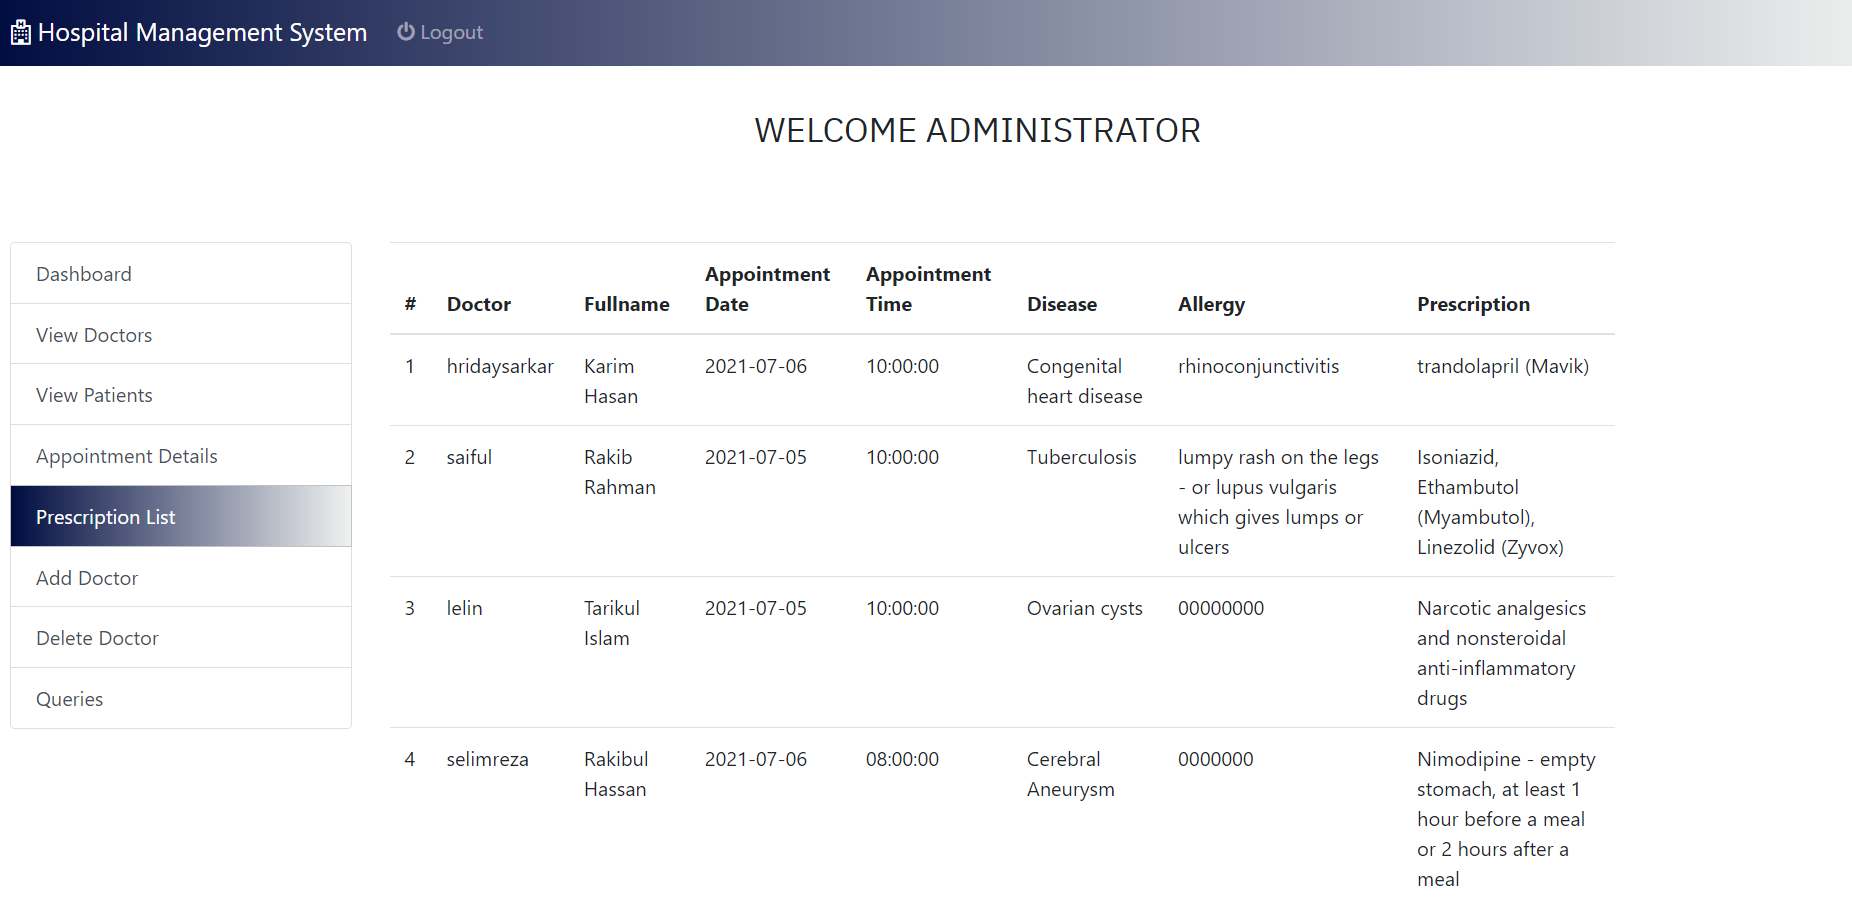 Hospital Management System Logout
WELCOME ADMINISTRATOR
Dashboard
View Doctors
View Patients
Appointment Details
Prescription List
Add Doctor
Delete Doctor
Queries
# Doctor Fullname Appointment Date Appointment Time Disease Allergy Prescription
1 hridaysarkar Karim Hasan 2021-07-06 10:00:00 Congenital heart disease rhinoconjunctivitis trandolapril (Mavik)
2 saiful Rakib Rahman 2021-07-05 10:00:00 Tuberculosis lumpy rash on the legs - or lupus vulgaris which gives lumps or ulcers Isoniazid, Ethambutol (Myambutol), Linezolid (Zyvox)
3 lelin Tarikul Islam 2021-07-05 10:00:00 Ovarian cysts 00000000 Narcotic analgesics and nonsteroidal anti-inflammatory drugs
4 selimreza Rakibul Hassan 2021-07-06 08:00:00 Cerebral Aneurysm 0000000 Nimodipine - empty stomach, at least 1 hour before a meal or 2 hours after a meal